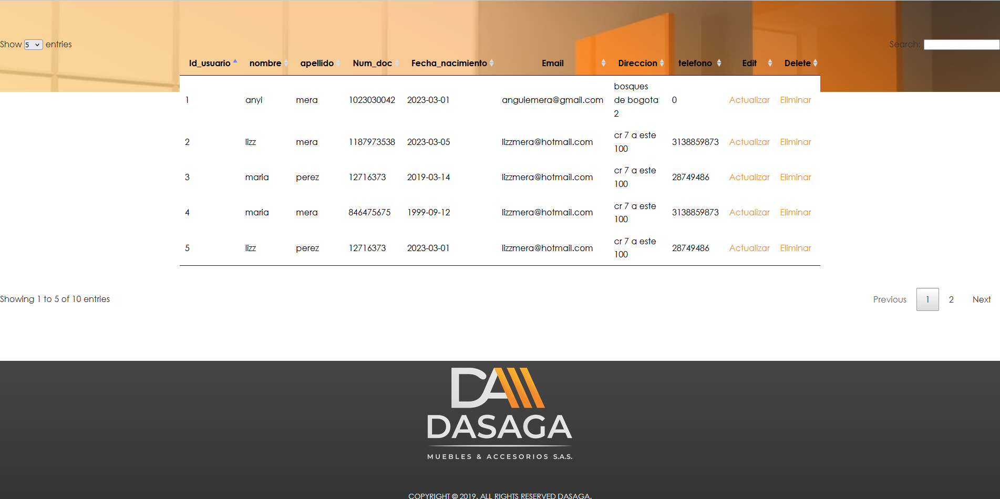 Show 5 entries Search:
Id_usuario nombre apellido Num_doc Fecha_nacimiento Email Direccion telefono Edit Delete
1 anyi mera 1023030042 2023-03-01 anguiemera@gmail.com bosques de bogota 2 0 Actualizar Eliminar
2 lizz mera 1187973538 2023-03-05 lizzmera@hotmail.com cr 7 a este 100 3138859873 Actualizar Eliminar
3 maria perez 12716373 2019-03-14 lizzmera@hotmail.com cr 7 a este 100 28749486 Actualizar Eliminar
4 maria mera 846475675 1999-09-12 lizzmera@hotmail.com cr 7 a este 100 3138859873 Actualizar Eliminar
5 lizz perez 12716373 2023-03-01 lizzmera@hotmail.com cr 7 a este 100 28749486 Actualizar Eliminar
Showing 1 to 5 of 10 entries Previous 1 2 Next
DA
DASAGA
MUEBLES & ACCESORIOS S.A.S.
COPYRIGHT © 2019. ALL RIGHTS RESERVED DASAGA.